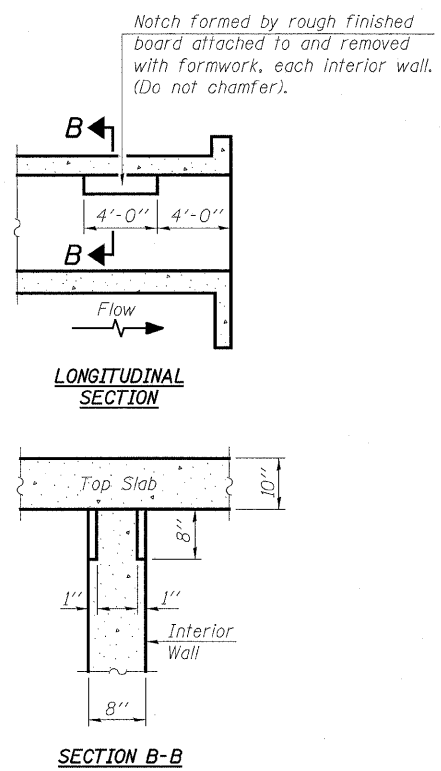 Notch formed by rough finished
board attached to and removed
with formwork, each interior wall.
(Do not chamfer).
B
4'-0'' 4'-0''
B
Flow
LONGITUDINAL
SECTION
Top Slab
10''
8''
1'' 1''
Interior
Wall
8''
SECTION B-B